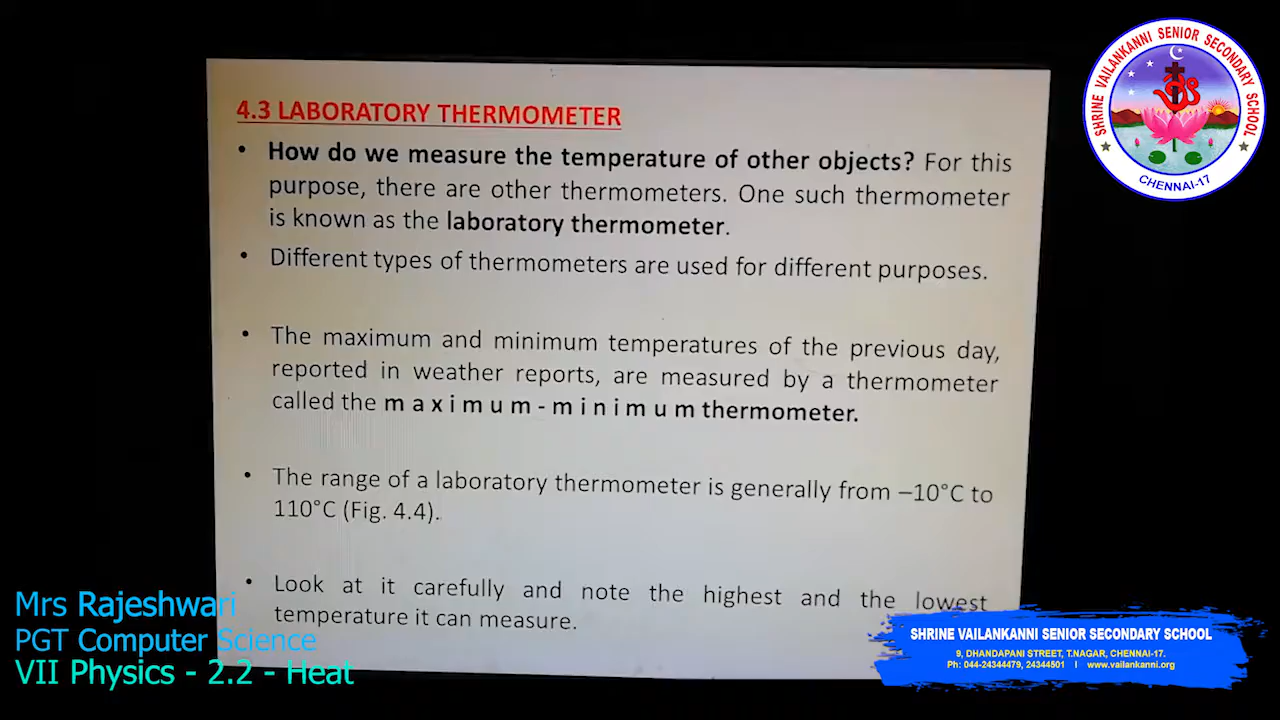 4.3 LABORATORY THERMOMETER
• How do we measure the temperature of other objects? For this
purpose, there are other thermometers. One such thermometer
is known as the laboratory thermometer.
• Different types of thermometers are used for different purposes.
• The maximum and minimum temperatures of the previous day,
reported in weather reports, are measured by a thermometer
called the m a x i m u m - m i n i m u m thermometer.
• The range of a laboratory thermometer is generally from –10°C to
110°C (Fig. 4.4).
• Look at it carefully and note the highest and the lowest
temperature it can measure.
SHRINE VAILANKANNI SENIOR SECONDARY SCHOOL
CHENNAI-17
Mrs Rajeshwari
PGT Computer Science
VII Physics - 2.2 - Heat
SHRINE VAILANKANNI SENIOR SECONDARY SCHOOL
9, DHANDAPANI STREET, T.NAGAR, CHENNAI-17.
Ph: 044-24344479, 24344501 I www.vailankanni.org